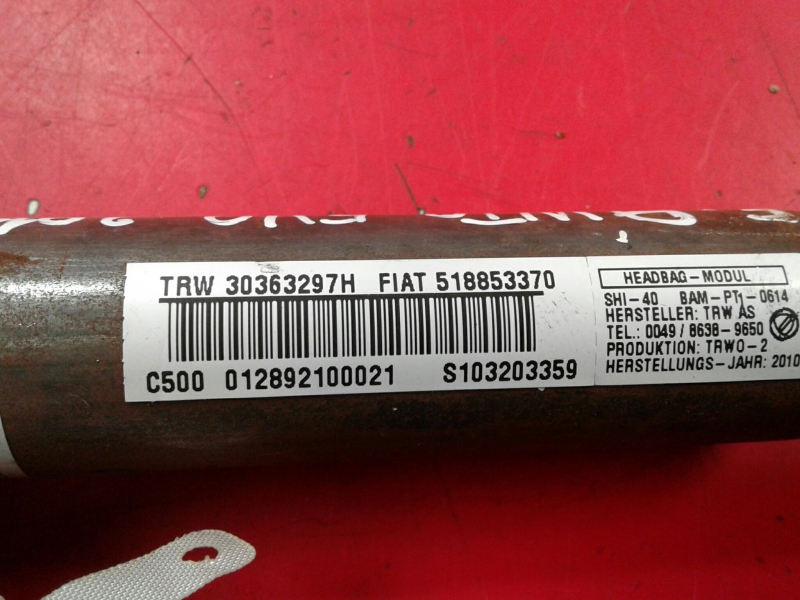 TRW 30363297H FIAT 518853370
C500 012892100021 S103203359
HEADBAG-MODUL
SHI-40 BAM-PT1-0614
HERSTELLER: TRW AS
TEL.: 0049/8638-9650
PRODUKTION: TRWO-2
HERSTELLUNGS-JAHR: 2010